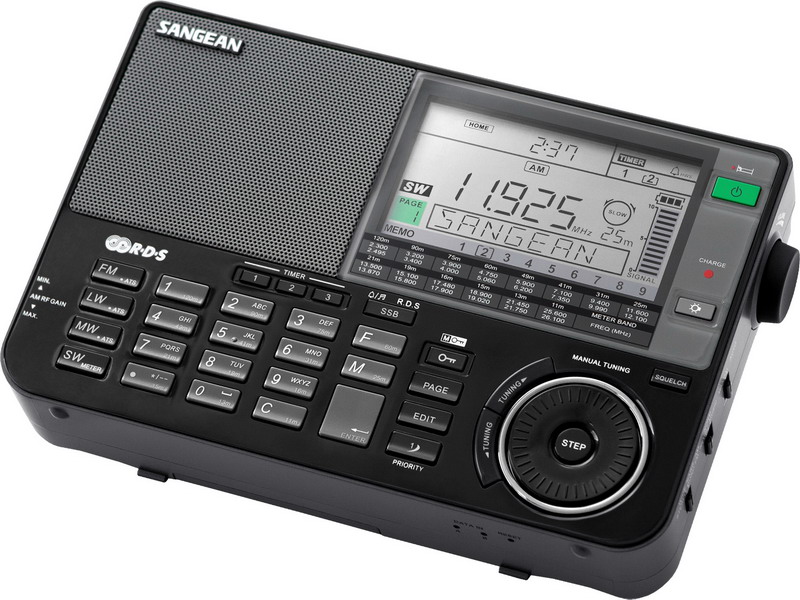 SANGEAN
HOME
2:37
TIMER
1 2
AM
SW
11.925 MHz
SLOW
25m
PAGE
1
SANGEAN
MEMO
1 2 3 4 5 6 7 8 9
SIGNAL
120m 90m 75m 60m 49m 41m 31m 25m
2.300 3.200 3.900 4.750 5.900 7.100 9.400 11.600
2.495 3.400 4.000 5.060 6.200 7.350 9.990 12.100
21m 19m 16m 15m 13m 11m METER BAND
13.500 15.100 17.480 18.900 21.450 25.600 FREQ (MHz)
13.870 15.800 17.900 19.020 21.750 26.100
CHARGE
R·D·S
MIN.
AM RF GAIN
MAX.
FM
ATS
LW
ATS
MW
ATS
SW
METER
TIMER
1 2 3
R.D.S
SSB
1
2 ABC
3 DEF
F
4 GHI
5 JKL
6 MNO
M
7 PQRS
8 TUV
9 WXYZ
0
C
ENTER
PAGE
EDIT
PRIORITY
MANUAL TUNING
TUNING
TUNING
STEP
SQUELCH
RESET